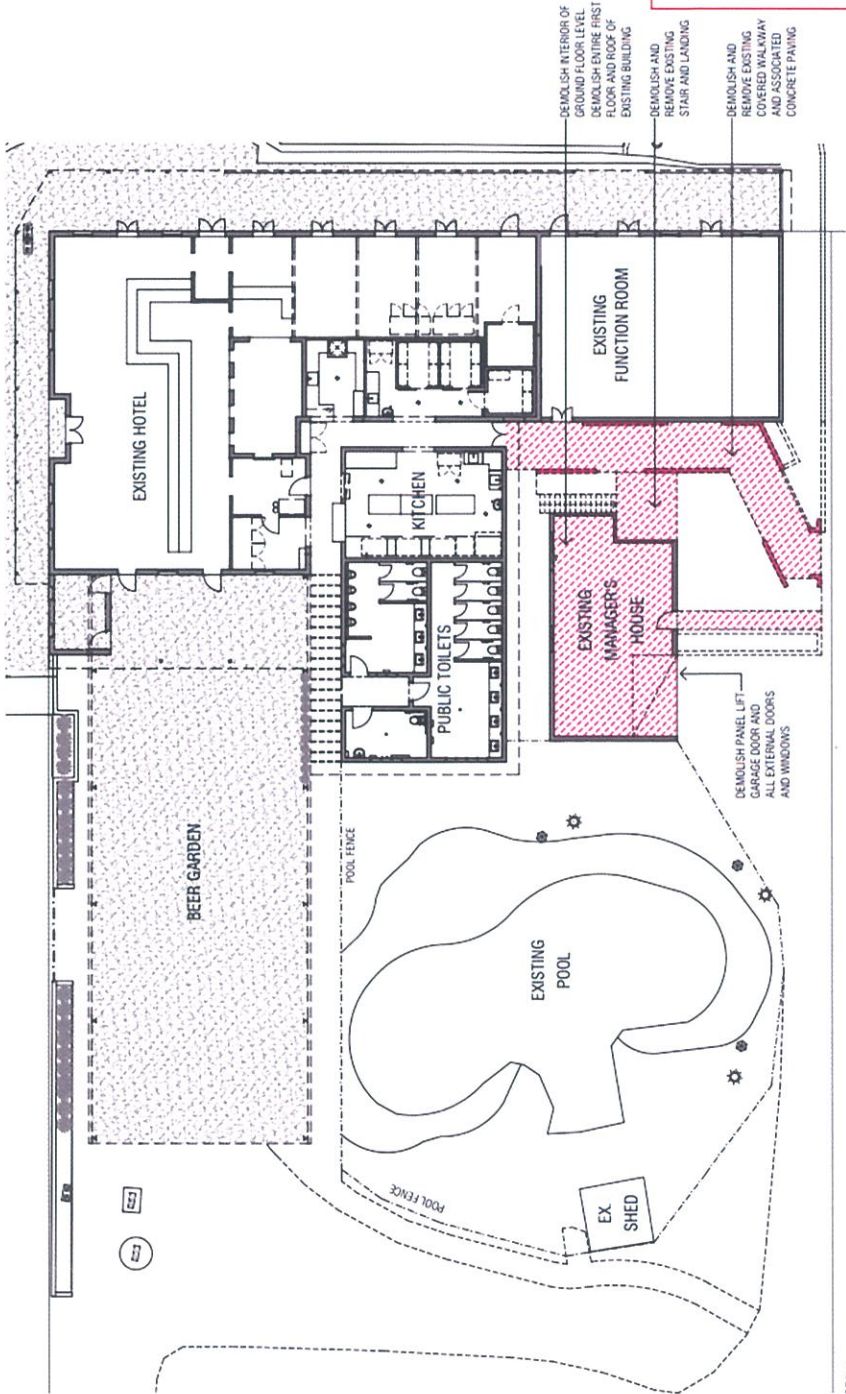 DEMOLISH INTERIOR OF
GROUND FLOOR LEVEL
DEMOLISH ENTIRE FIRST
FLOOR AND ROOF OF
EXISTING BUILDING
DEMOLISH AND
REMOVE EXISTING
STAIR AND LANDING
DEMOLISH AND
REMOVE EXISTING
COVERED WALKWAY
AND ASSOCIATED
CONCRETE PAVING
EXISTING HOTEL
EXISTING
FUNCTION ROOM
KITCHEN
PUBLIC TOILETS
EXISTING
MANAGER'S
HOUSE
DEMOLISH PANEL LIFT
GARAGE DOOR AND
ALL EXTERNAL DOORS
AND WINDOWS
BEER GARDEN
POOL FENCE
EXISTING
POOL
POOL FENCE
EX.
SHED